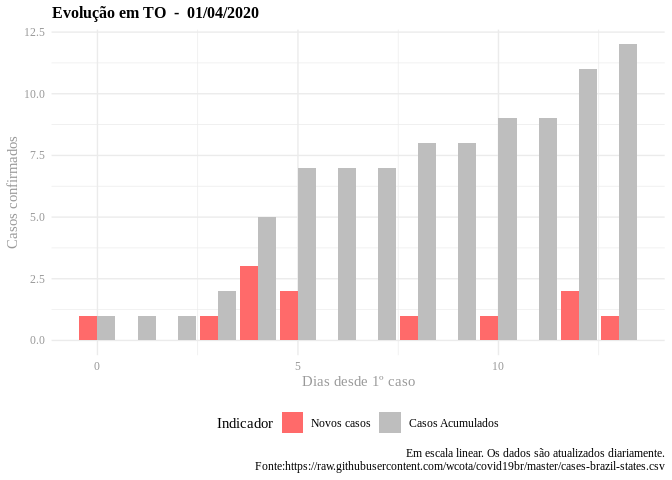 Evolução em TO  -  01/04/2020
12.5
10.0
7.5
5.0
2.5
0.0
Casos confirmados
0
5
10
Dias desde 1º caso
Indicador
Novos casos
Casos Acumulados
Em escala linear. Os dados são atualizados diariamente.
Fonte:https://raw.githubusercontent.com/wcota/covid19br/master/cases-brazil-states.csv